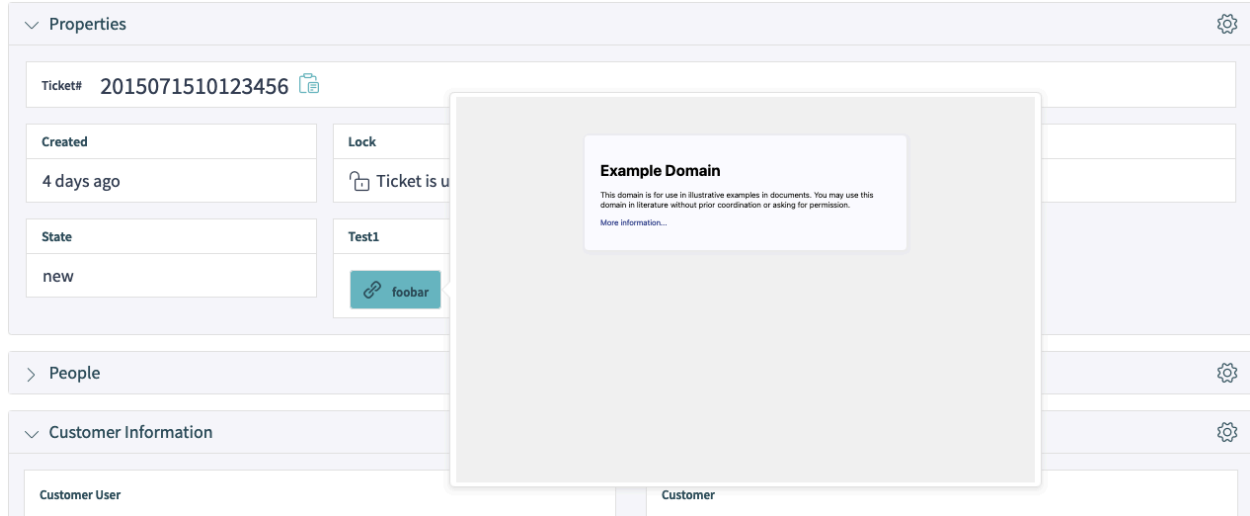 Properties
Ticket# 2015071510123456
Created
Lock
4 days ago
Ticket is u
State
Test1
new
foobar
Example Domain
This domain is for use in illustrative examples in documents. You may use this
domain in literature without prior coordination or asking for permission.
More information...
People
Customer Information
Customer User
Customer